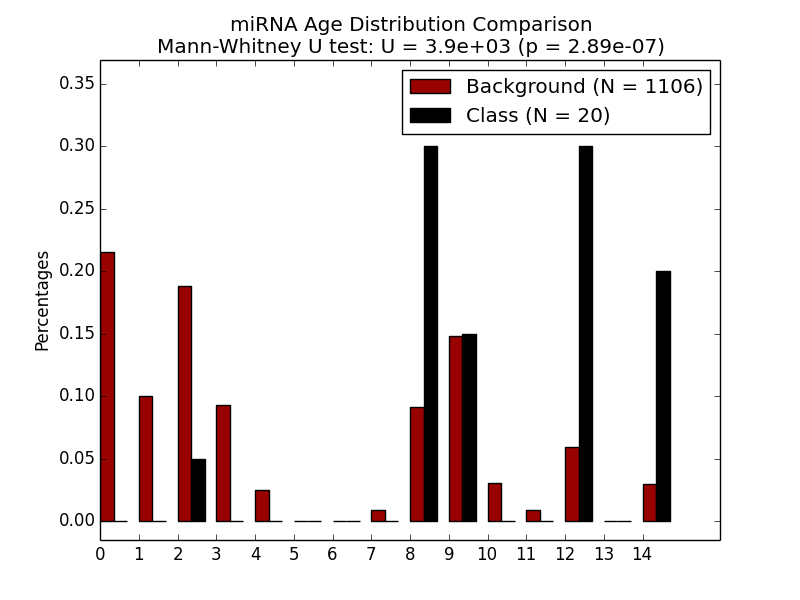 miRNA Age Distribution Comparison
Mann-Whitney U test: U = 3.9e+03 (p = 2.89e-07)
Background (N = 1106)
Class (N = 20)
Percentages
0.35
0.30
0.25
0.20
0.15
0.10
0.05
0.00
0 1 2 3 4 5 6 7 8 9 10 11 12 13 14